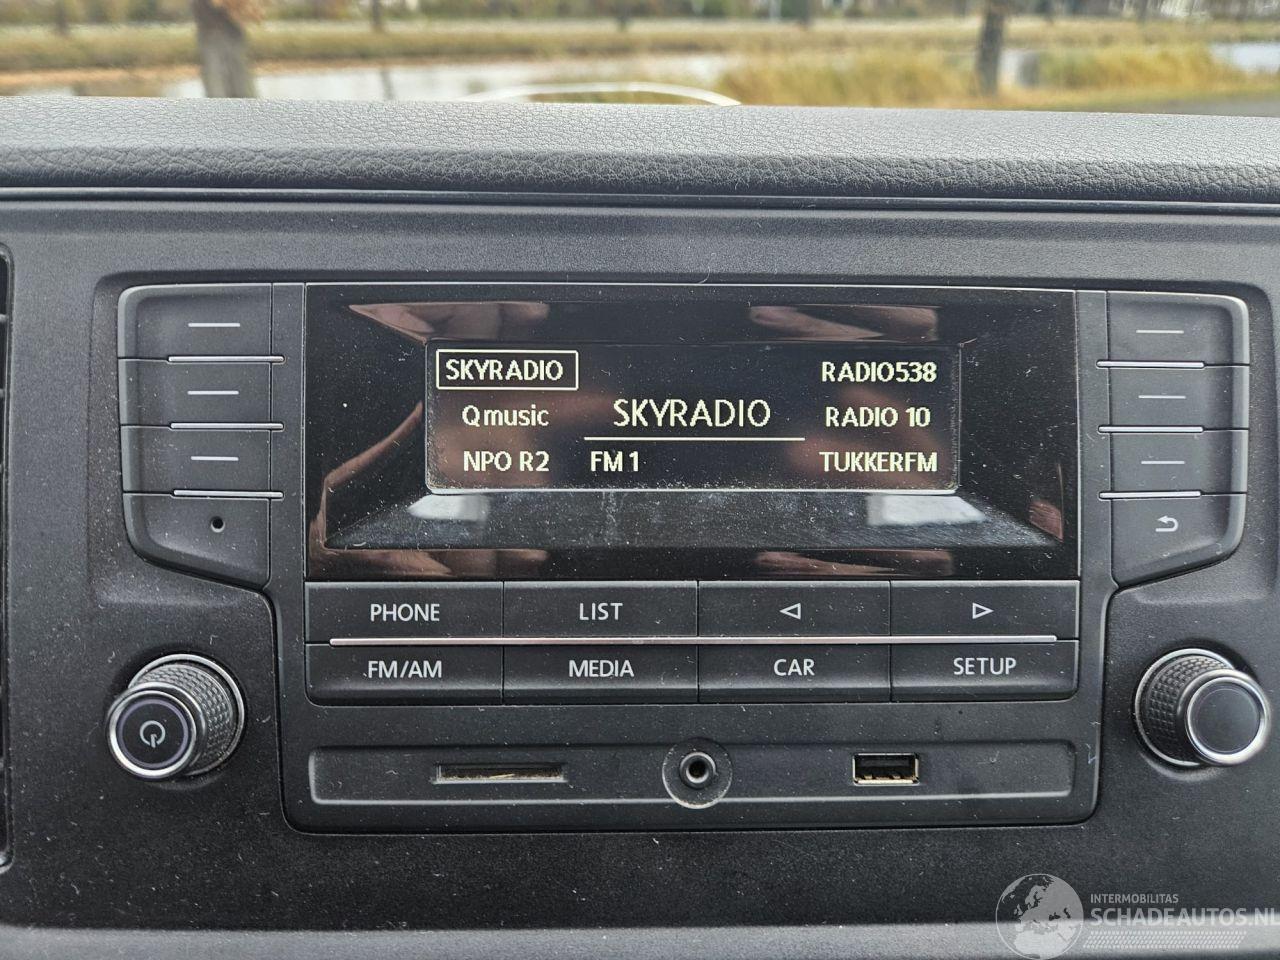 SKYRADIO
RADIO538
Qmusic
SKYRADIO
RADIO 10
NPO R2
FM 1
TUKKERFM
PHONE
LIST
FM/AM
MEDIA
CAR
SETUP
INTERMOBILITAS
SCHADEAUTOS.NL